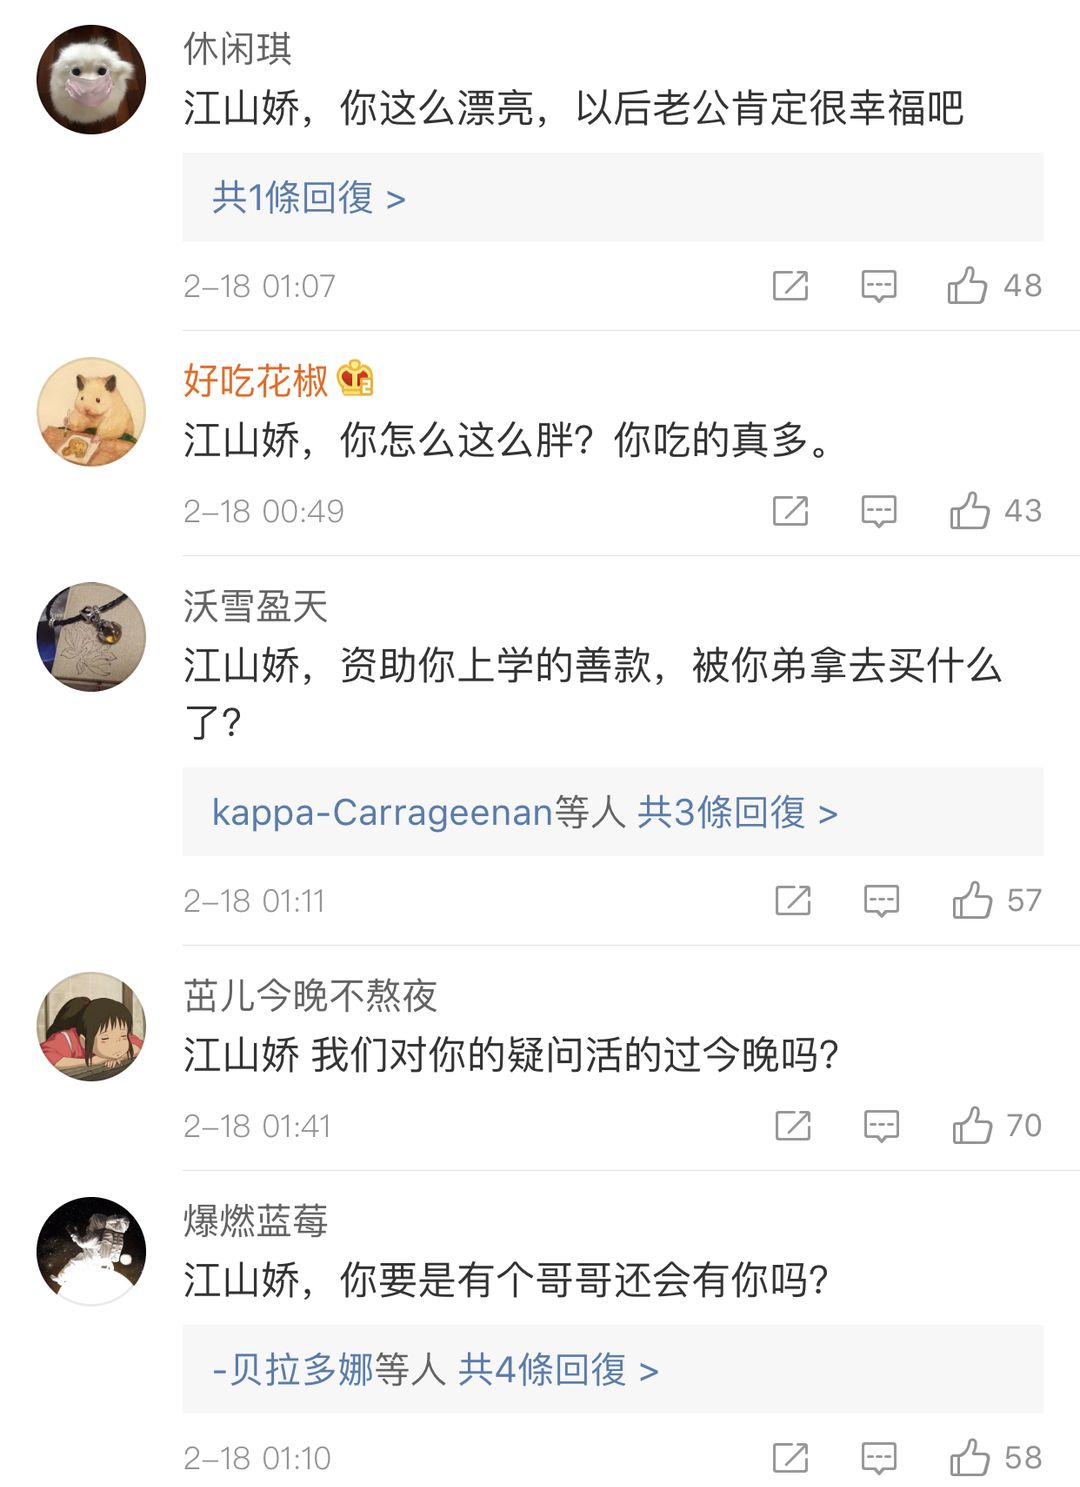 休闲琪
江山娇，你这么漂亮，以后老公肯定很幸福吧
共1條回復 >
2-18 01:07
48
好吃花椒
江山娇，你怎么这么胖？你吃的真多。
2-18 00:49
43
沃雪盈天
江山娇，资助你上学的善款，被你弟拿去买什么
了？
kappa-Carrageenan等人 共3條回復 >
2-18 01:11
57
茁儿今晚不熬夜
江山娇 我们对你的疑问活的过今晚吗？
2-18 01:41
70
爆燃蓝莓
江山娇，你要是有个哥哥还会有你吗？
-贝拉多娜等人 共4條回復 >
2-18 01:10
58